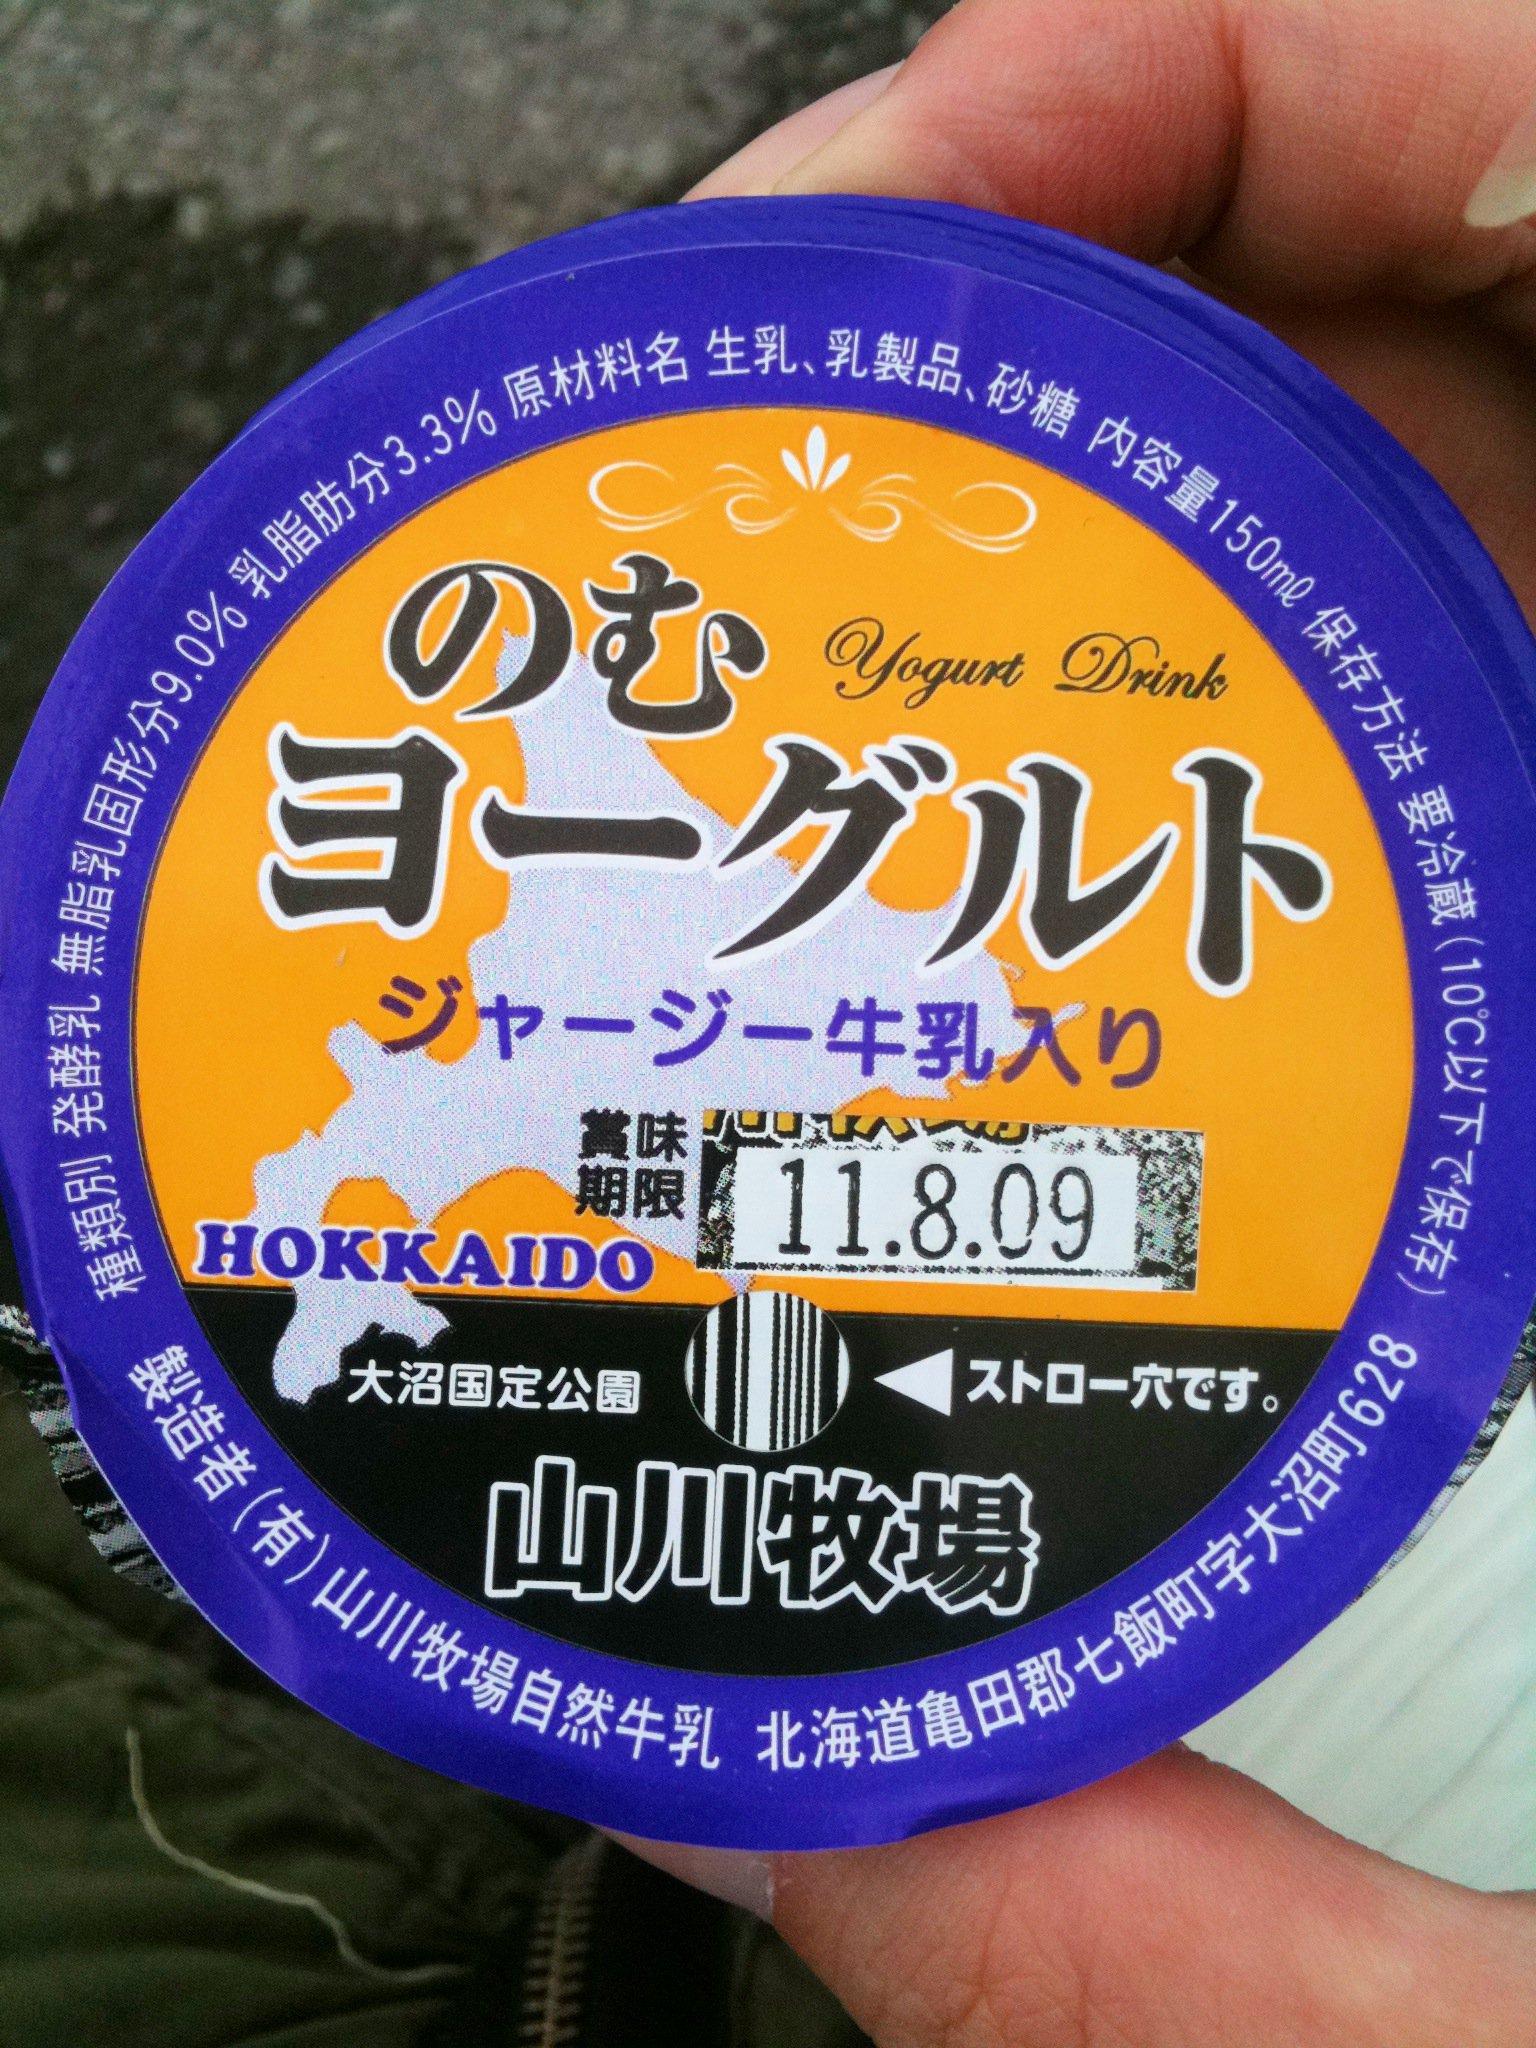 種類別 発酵乳 無脂乳固形分9.0% 乳脂肪分3.3% 原材料名 生乳、乳製品、砂糖 内容量150mℓ 保存方法 要冷蔵(10℃以下で保存)
のむ
Yogurt Drink
ヨーグルト
ジャージー牛乳入り
賞味
期限
11.8.09
HOKKAIDO
大沼国定公園
ストロー穴です。
山川牧場
製造者(有)山川牧場自然牛乳 北海道亀田郡七飯町字大沼町628